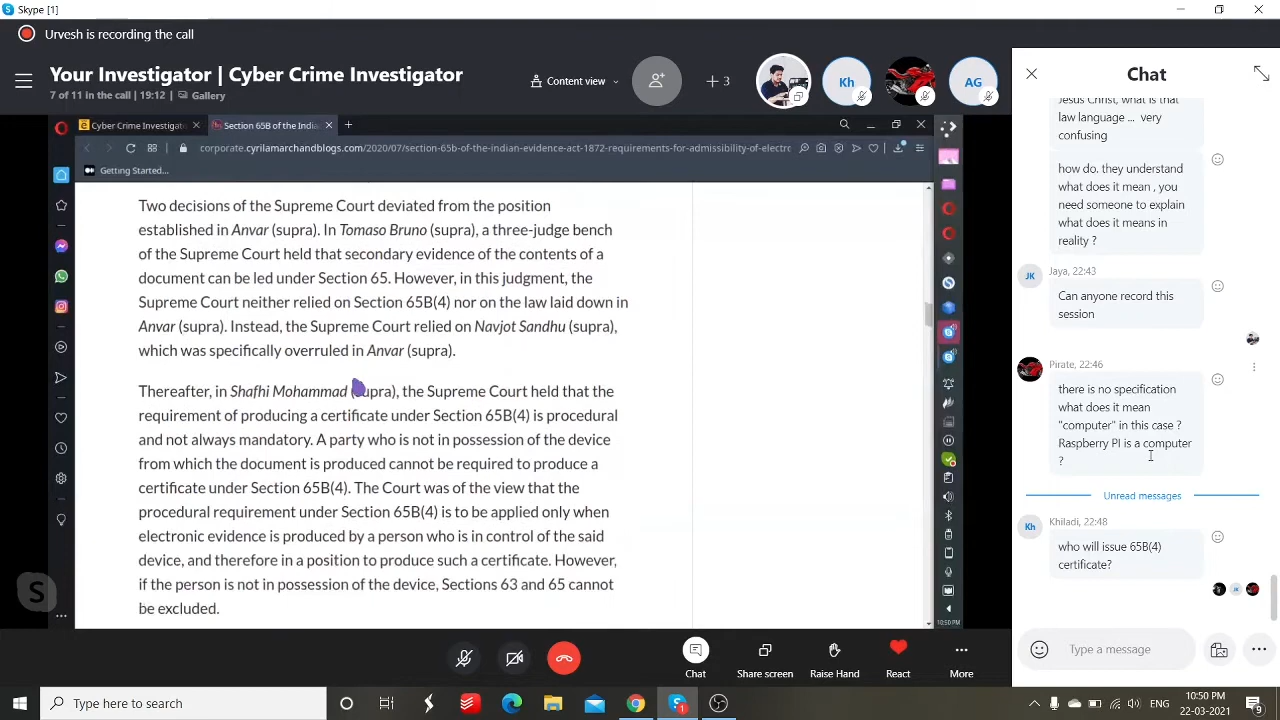 Skype [1]
Urvesh is recording the call
Your Investigator | Cyber Crime Investigator
7 of 11 in the call | 19:12 | Gallery
Content view
+ 3
Kh
AG
Cyber Crime Investigat
Section 65B of the India
corporate.cyrilamarchandblogs.com/2020/07/section-65b-of-the-indian-evidence-act-1872-requirements-for-admissibility-of-electro
Getting Started...
Two decisions of the Supreme Court deviated from the position
established in Anvar (supra). In Tomaso Bruno (supra), a three-judge bench
of the Supreme Court held that secondary evidence of the contents of a
document can be led under Section 65. However, in this judgment, the
Supreme Court neither relied on Section 65B(4) nor on the law laid down in
Anvar (supra). Instead, the Supreme Court relied on Navjot Sandhu (supra),
which was specifically overruled in Anvar (supra).
Thereafter, in Shafhi Mohammad (supra), the Supreme Court held that the
requirement of producing a certificate under Section 65B(4) is procedural
and not always mandatory. A party who is not in possession of the device
from which the document is produced cannot be required to produce a
certificate under Section 65B(4). The Court was of the view that the
procedural requirement under Section 65B(4) is to be applied only when
electronic evidence is produced by a person who is in control of the said
device, and therefore in a position to produce such a certificate. However,
if the person is not in possession of the device, Sections 63 and 65 cannot
be excluded.
10:50 PM
Chat
Share screen
Raise Hand
React
More
Chat
Jesus Christ, what is that
law language ... very
confusing
how do. they understand
what does it mean , you
need someone to explain
what does it means in
reality ?
JK
Jaya, 22:43
Can anyone record this
session
Pirate, 22:46
there is no specification
what does it mean
"computer" in this case ?
Raspberry PI is a computer
?
Unread messages
Kh
Khiladi, 22:48
who will issue 65B(4)
certificate?
JK
Type a message
Type here to search
1
ENG
10:50 PM
22-03-2021
9